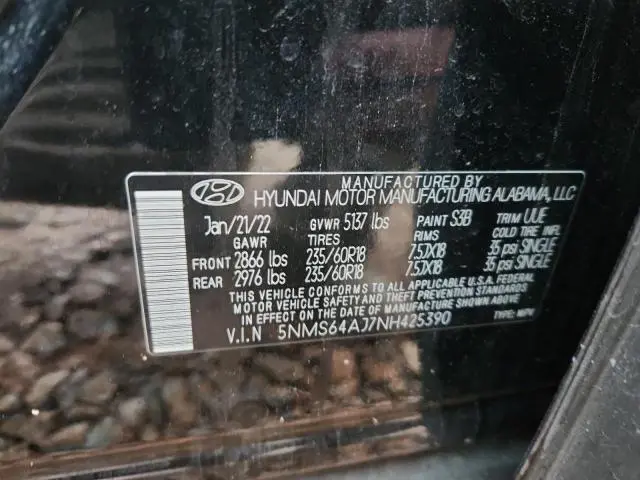 MANUFACTURED BY
HYUNDAI MOTOR MANUFACTURING ALABAMA, LLC
Jan/21/22 GVWR 5137 lbs PAINT S3B TRIM UUE
GAWR TIRES RIMS COLD TIRE INFL.
FRONT 2866 lbs 235/60R18 7.5JX18 35 psi SINGLE
REAR 2976 lbs 235/60R18 7.5JX18 35 psi SINGLE
THIS VEHICLE CONFORMS TO ALL APPLICABLE U.S.A. FEDERAL
MOTOR VEHICLE SAFETY AND THEFT PREVENTION STANDARDS
IN EFFECT ON THE DATE OF MANUFACTURE SHOWN ABOVE.
V.I.N 5NMS64AJ7NH425390 TYPE: MPV